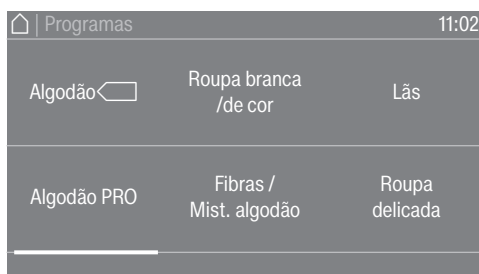 | Programas 11:02
Algodão
Roupa branca
/de cor
Lãs
Algodão PRO
Fibras /
Mist. algodão
Roupa
delicada